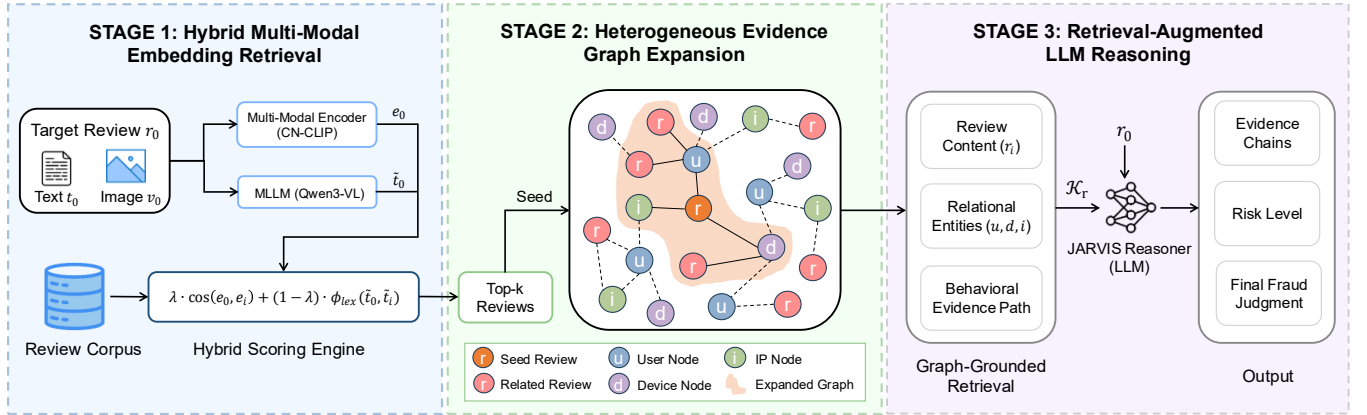 STAGE 1: Hybrid Multi-Modal
Embedding Retrieval
Target Review r₀
Text t₀
Image v₀
Multi-Modal Encoder
(CN-CLIP)
e₀
MLLM (Qwen3-VL)
t̃₀
Review Corpus
λ · cos(e₀, eᵢ) + (1 − λ) · ϕ_lex(t̃₀, t̃ᵢ)
Hybrid Scoring Engine
STAGE 2: Heterogeneous Evidence
Graph Expansion
Seed
Top-k
Reviews
d
r
d
i
r
r
u
d
u
i
r
i
r
u
d
r
r
i
d
u
r
r Seed Review
u User Node
i IP Node
r Related Review
d Device Node
Expanded Graph
STAGE 3: Retrieval-Augmented
LLM Reasoning
Review
Content (rᵢ)
Relational
Entities (u, d, i)
Behavioral
Evidence Path
Graph-Grounded
Retrieval
r₀
𝒦ᵣ
JARVIS Reasoner
(LLM)
Evidence
Chains
Risk Level
Final Fraud
Judgment
Output